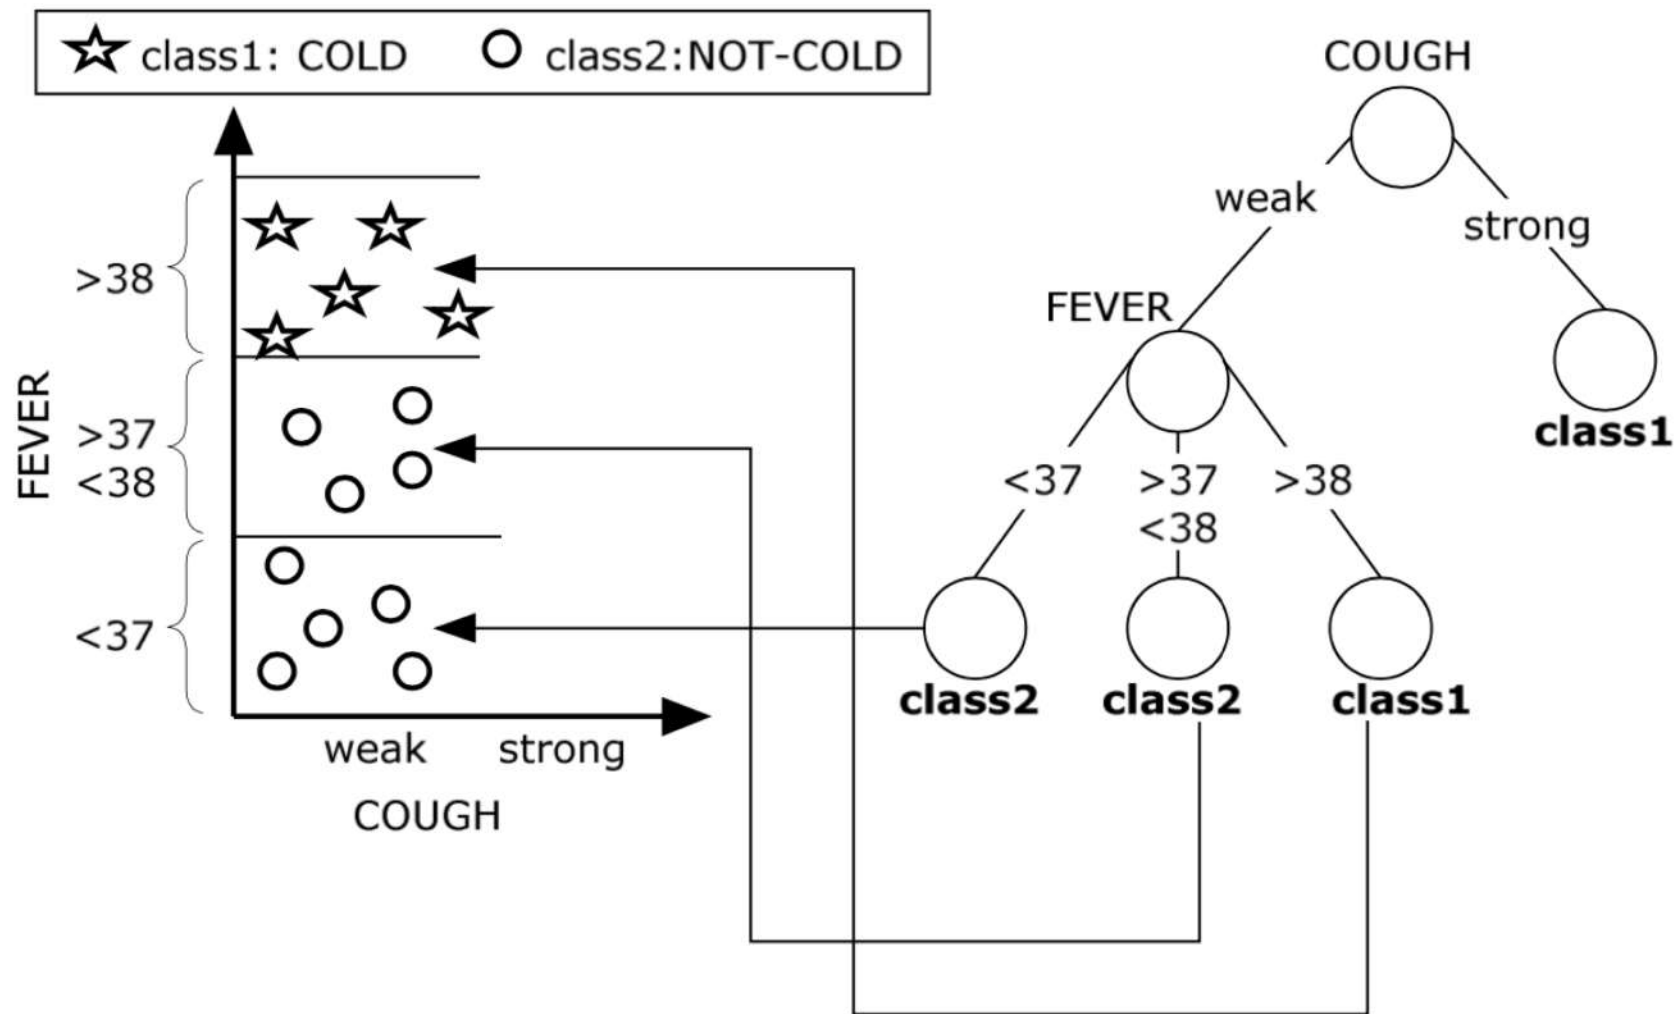 class1: COLD
class2:NOT-COLD
FEVER
>38
>37
<38
<37
weak
strong
COUGH
COUGH
weak
strong
class1
FEVER
<37
>37
<38
>38
class2
class2
class1